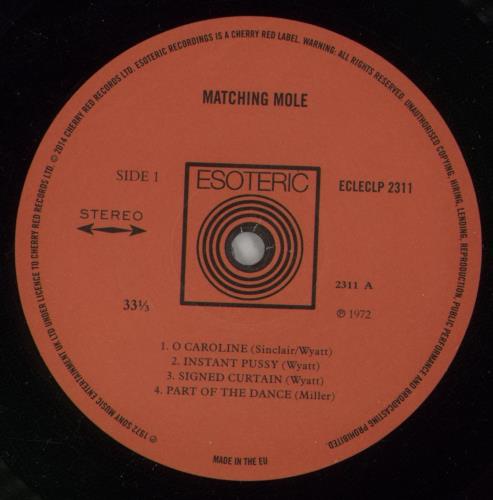 ℗ 1972 SONY MUSIC ENTERTAINMENT UK LTD UNDER LICENCE TO CHERRY RED RECORDS LTD. © 2014 CHERRY RED RECORDS LTD. ESOTERIC RECORDINGS IS A CHERRY RED LABEL. WARNING: ALL RIGHTS RESERVED. UNAUTHORISED COPYING, HIRING, LENDING, REPRODUCTION, PUBLIC PERFORMANCE AND BROADCASTING PROHIBITED.
MATCHING MOLE
SIDE 1
ESOTERIC
ECLECLP 2311
STEREO
2311 A
33⅓
℗ 1972
1. O CAROLINE (Sinclair/Wyatt)
2. INSTANT PUSSY (Wyatt)
3. SIGNED CURTAIN (Wyatt)
4. PART OF THE DANCE (Miller)
MADE IN THE EU